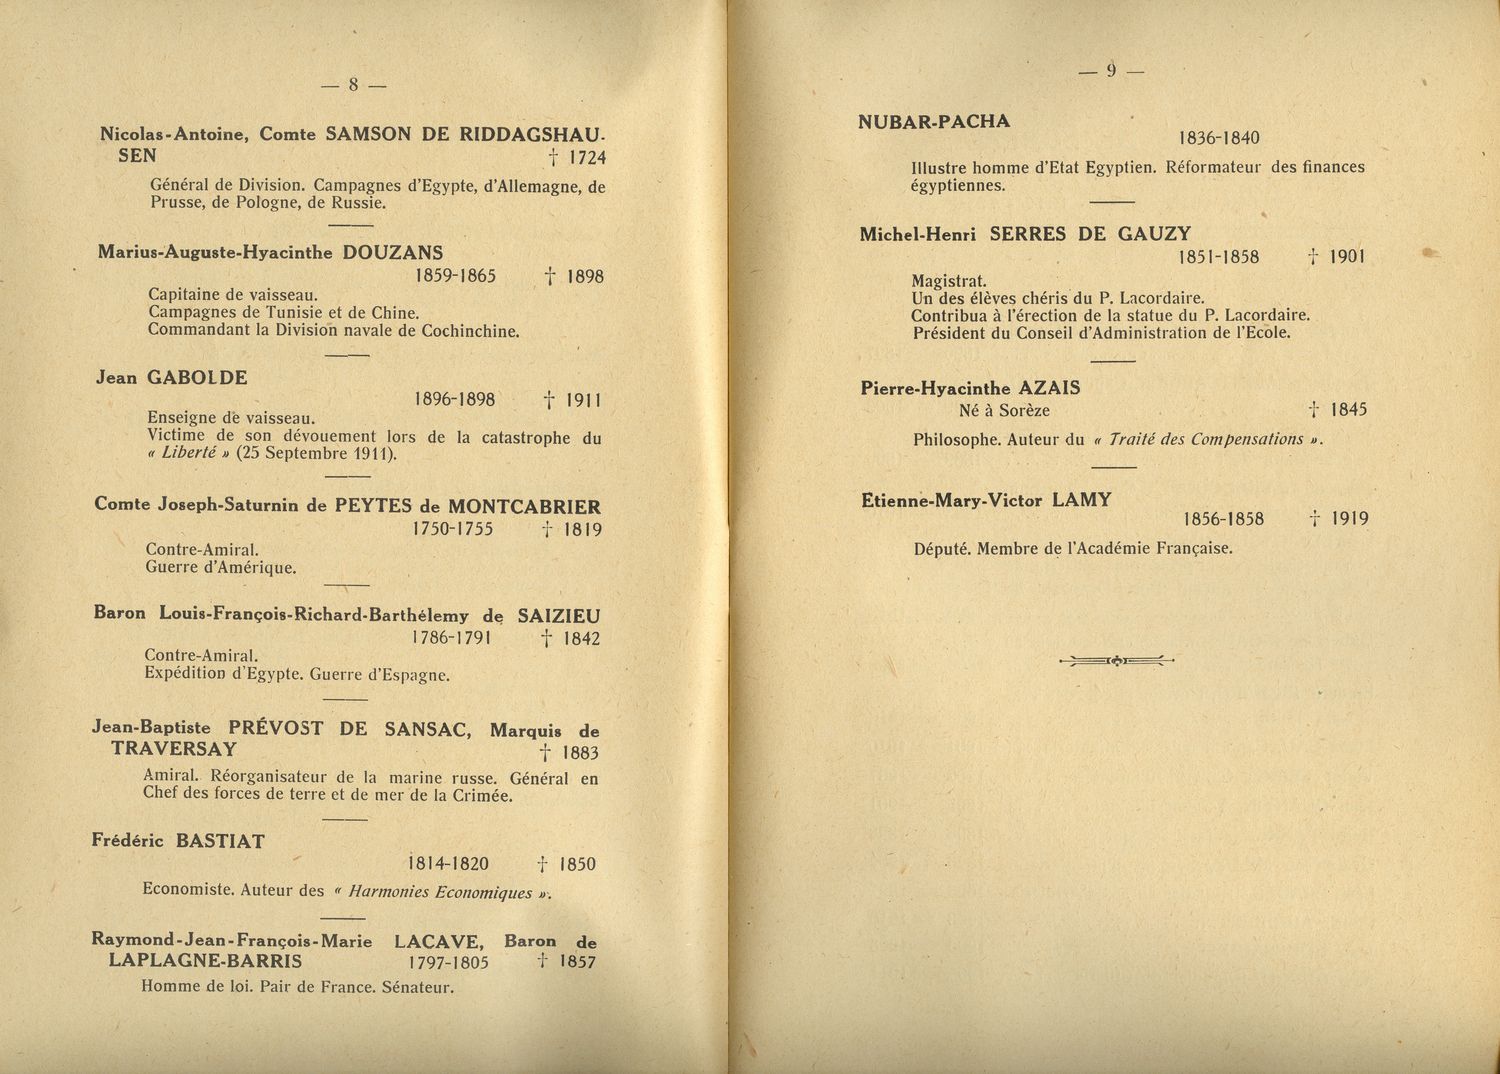 — 8 —
Nicolas-Antoine, Comte SAMSON DE RIDDAGSHAU-
SEN † 1724
Général de Division. Campagnes d'Egypte, d'Allemagne, de
Prusse, de Pologne, de Russie.
Marius-Auguste-Hyacinthe DOUZANS
1859-1865 † 1898
Capitaine de vaisseau.
Campagnes de Tunisie et de Chine.
Commandant la Division navale de Cochinchine.
Jean GABOLDE
1896-1898 † 1911
Enseigne de vaisseau.
Victime de son dévouement lors de la catastrophe du
« Liberté » (25 Septembre 1911).
Comte Joseph-Saturnin de PEYTES de MONTCABRIER
1750-1755 † 1819
Contre-Amiral.
Guerre d'Amérique.
Baron Louis-François-Richard-Barthélemy de SAIZIEU
1786-1791 † 1842
Contre-Amiral.
Expédition d'Egypte. Guerre d'Espagne.
Jean-Baptiste PRÉVOST DE SANSAC, Marquis de
TRAVERSAY † 1883
Amiral. Réorganisateur de la marine russe. Général en
Chef des forces de terre et de mer de la Crimée.
Frédéric BASTIAT
1814-1820 † 1850
Economiste. Auteur des « Harmonies Economiques ».
Raymond-Jean-François-Marie LACAVE, Baron de
LAPLAGNE-BARRIS 1797-1805 † 1857
Homme de loi. Pair de France. Sénateur.
— 9 —
NUBAR-PACHA
1836-1840
Illustre homme d'Etat Egyptien. Réformateur des finances
égyptiennes.
Michel-Henri SERRES DE GAUZY
1851-1858 † 1901
Magistrat.
Un des élèves chéris du P. Lacordaire.
Contribua à l'érection de la statue du P. Lacordaire.
Président du Conseil d'Administration de l'Ecole.
Pierre-Hyacinthe AZAIS
Né à Sorèze † 1845
Philosophe. Auteur du « Traité des Compensations ».
Etienne-Mary-Victor LAMY
1856-1858 † 1919
Député. Membre de l'Académie Française.